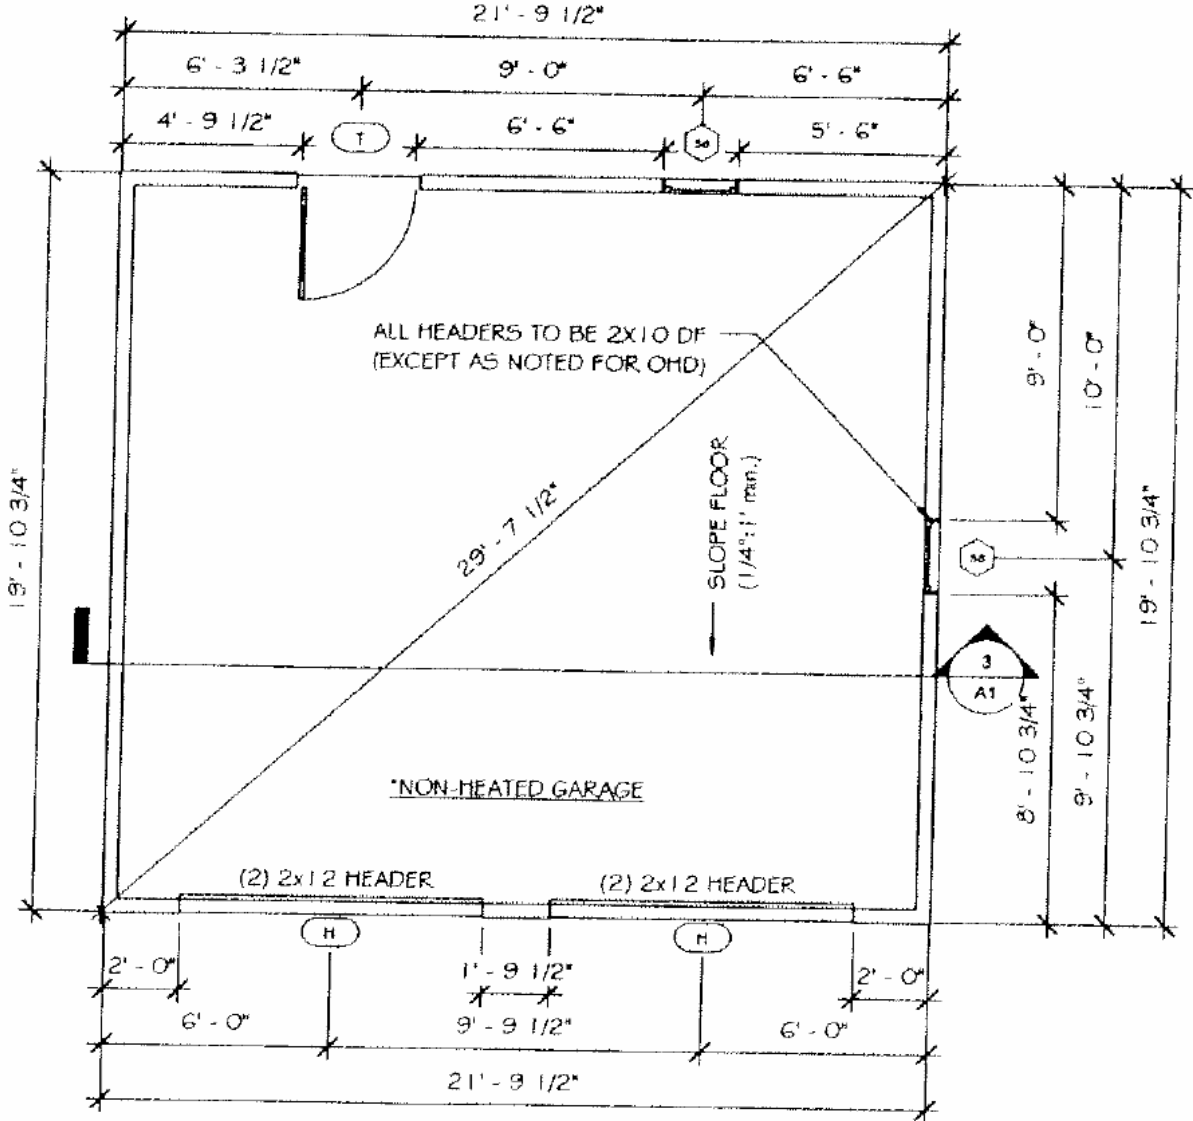 21' - 9 1/2"
6' - 3 1/2"
9' - 0"
6' - 6"
4' - 9 1/2"
T
6' - 6"
5' - 6"
ALL HEADERS TO BE 2X10 DF
(EXCEPT AS NOTED FOR OHD)
9' - 0"
10' - 0"
19' - 10 3/4"
29' - 7 1/2"
SLOPE FLOOR
(1/4":1' min.)
19' - 10 3/4"
3
A1
8' - 10 3/4"
9' - 10 3/4"
*NON-HEATED GARAGE
(2) 2x12 HEADER
(2) 2x12 HEADER
H
H
2' - 0"
1' - 9 1/2"
2' - 0"
6' - 0"
9' - 9 1/2"
6' - 0"
21' - 9 1/2"